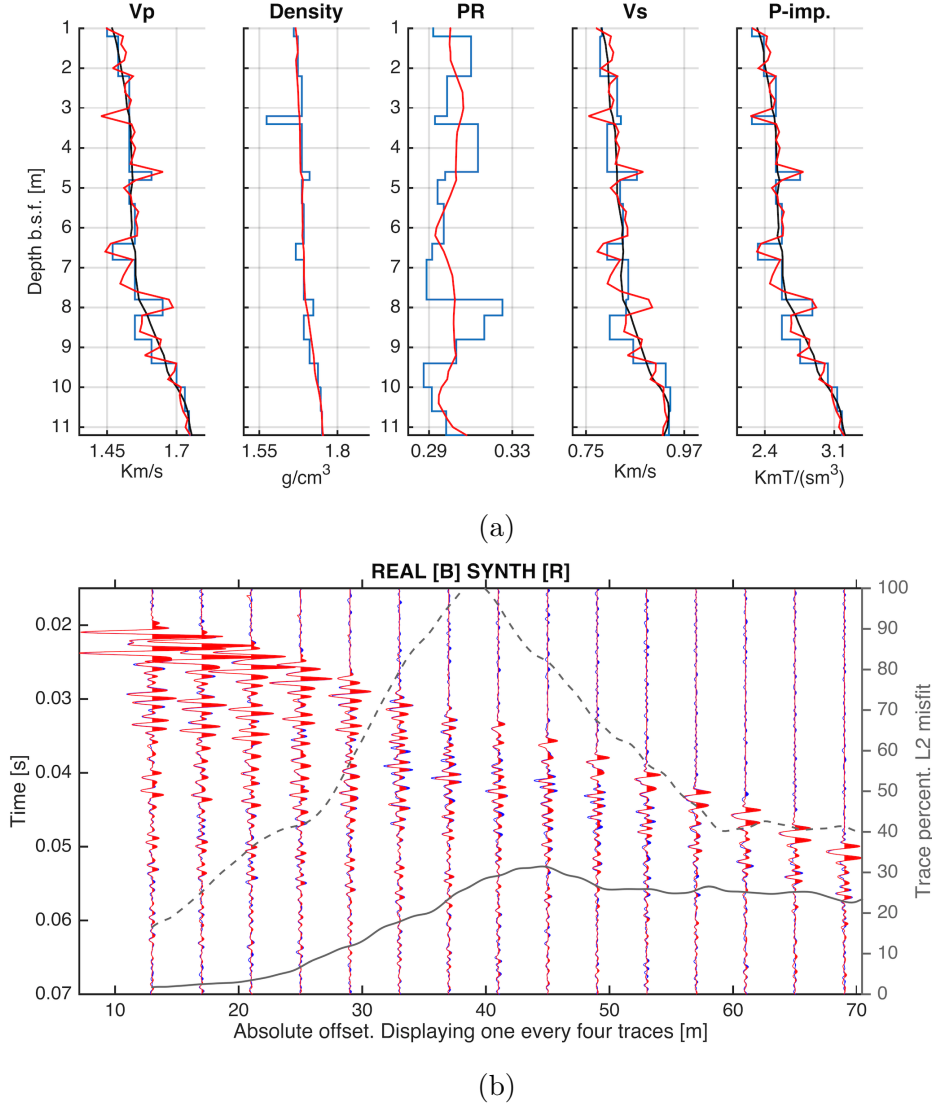 Vp Density PR Vs P-imp.
1
2
3
4
5
6
7
8
9
10
11
Depth b.s.f. [m]
1.45 1.7 1.55 1.8 0.29 0.33 0.75 0.97 2.4 3.1
Km/s g/cm³ Km/s KmT/(sm³)
(a)
REAL [B] SYNTH [R]
0.02
0.03
0.04
0.05
0.06
0.07
Time [s]
100
90
80
70
60
50
40
30
20
10
0
Trace percent. L2 misfit
10 20 30 40 50 60 70
Absolute offset. Displaying one every four traces [m]
(b)